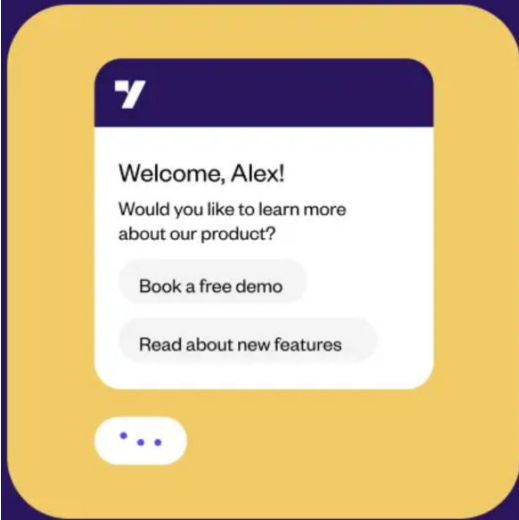 Welcome, Alex!
Would you like to learn more
about our product?
Book a free demo
Read about new features